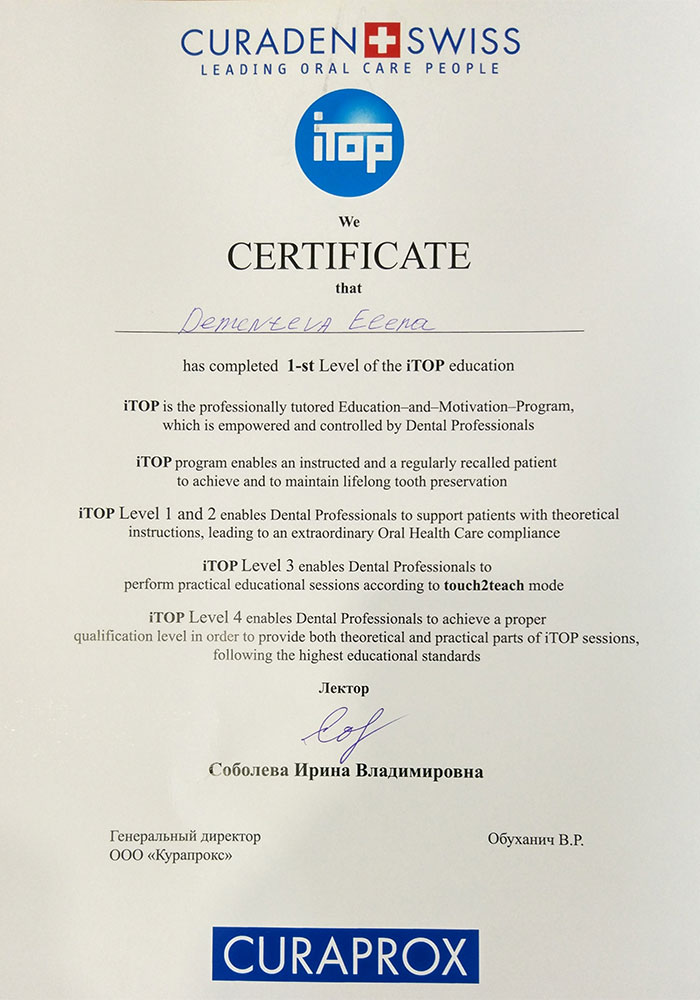 CURADEN SWISS
LEADING ORAL CARE PEOPLE
iTop
We
CERTIFICATE
that
Dementeva Elena
has completed 1-st Level of the iTOP education
iTOP is the professionally tutored Education–and–Motivation–Program,
which is empowered and controlled by Dental Professionals
iTOP program enables an instructed and a regularly recalled patient
to achieve and to maintain lifelong tooth preservation
iTOP Level 1 and 2 enables Dental Professionals to support patients with theoretical
instructions, leading to an extraordinary Oral Health Care compliance
iTOP Level 3 enables Dental Professionals to
perform practical educational sessions according to touch2teach mode
iTOP Level 4 enables Dental Professionals to achieve a proper
qualification level in order to provide both theoretical and practical parts of iTOP sessions,
following the highest educational standards
Лектор
Соболева Ирина Владимировна
Генеральный директор
ООО «Курапрокс»
Обуханич В.Р.
CURAPROX